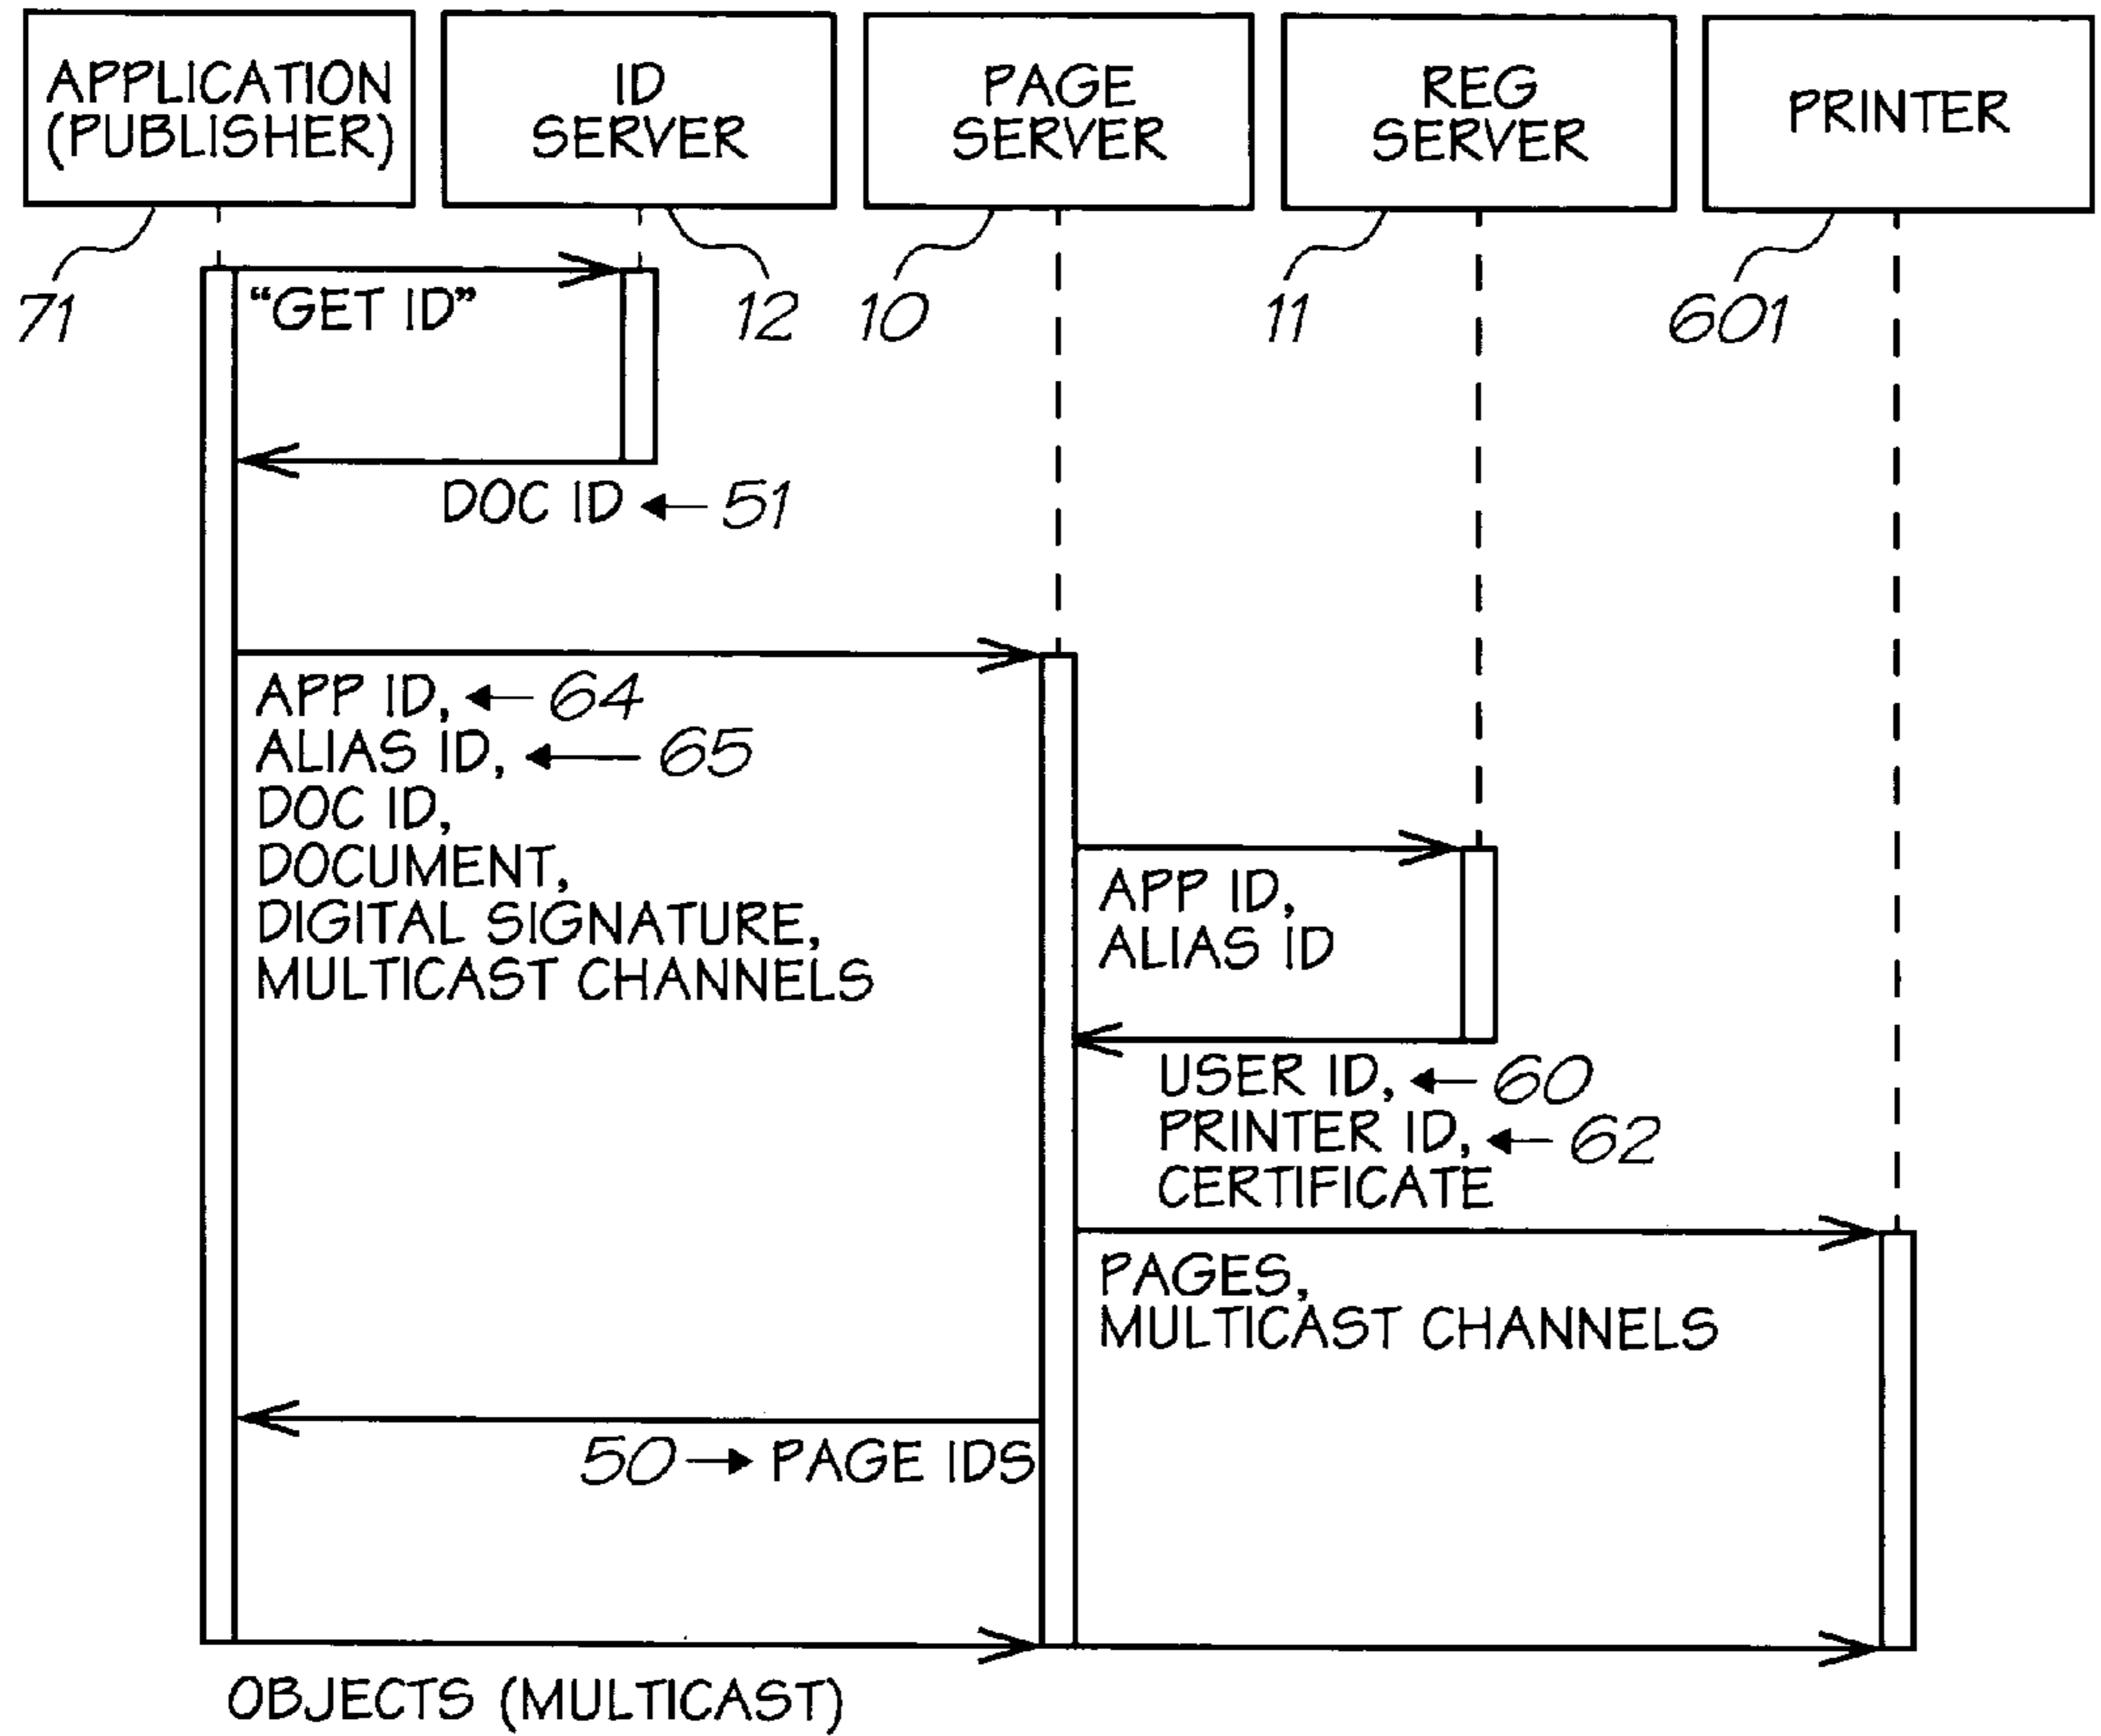 APPLICATION
(PUBLISHER)
ID
SERVER
PAGE
SERVER
REG
SERVER
PRINTER
71
12
10
11
601
“GET ID”
DOC ID 51
APP ID, 64
ALIAS ID, 65
DOC ID,
DOCUMENT,
DIGITAL SIGNATURE,
MULTICAST CHANNELS
APP ID,
ALIAS ID
USER ID, 60
PRINTER ID, 62
CERTIFICATE
PAGES,
MULTICAST CHANNELS
50 PAGE IDS
OBJECTS (MULTICAST)